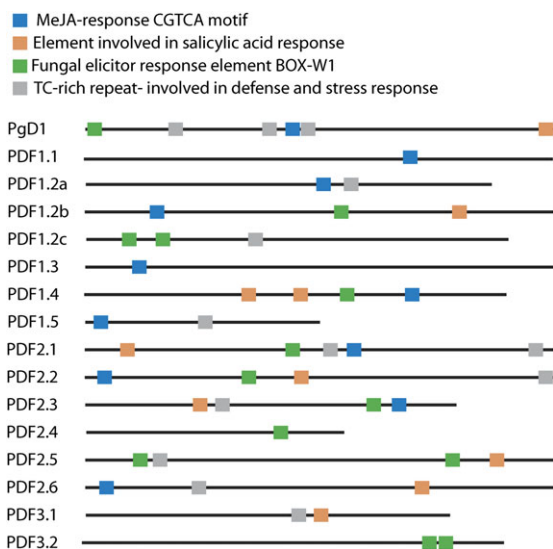 MeJA-response CGTCA motif
Element involved in salicylic acid response
Fungal elicitor response element BOX-W1
TC-rich repeat- involved in defense and stress response
PgD1
PDF1.1
PDF1.2a
PDF1.2b
PDF1.2c
PDF1.3
PDF1.4
PDF1.5
PDF2.1
PDF2.2
PDF2.3
PDF2.4
PDF2.5
PDF2.6
PDF3.1
PDF3.2